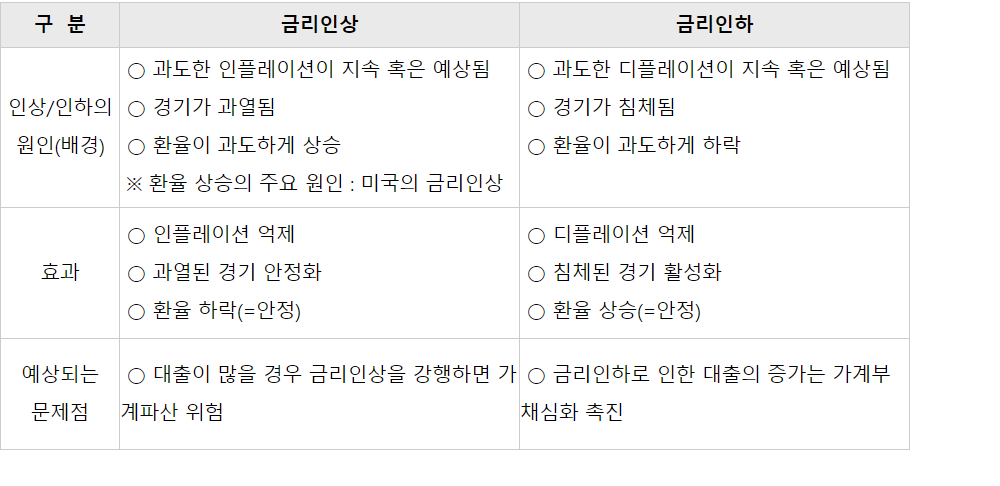 구 분 금리인상 금리인하
인상/인하의
원인(배경)
○ 과도한 인플레이션이 지속 혹은 예상됨
○ 경기가 과열됨
○ 환율이 과도하게 상승
※ 환율 상승의 주요 원인 : 미국의 금리인상
○ 과도한 디플레이션이 지속 혹은 예상됨
○ 경기가 침체됨
○ 환율이 과도하게 하락
효과
○ 인플레이션 억제
○ 과열된 경기 안정화
○ 환율 하락(=안정)
○ 디플레이션 억제
○ 침체된 경기 활성화
○ 환율 상승(=안정)
예상되는
문제점
○ 대출이 많을 경우 금리인상을 강행하면 가
계파산 위험
○ 금리인하로 인한 대출의 증가는 가계부
채심화 촉진